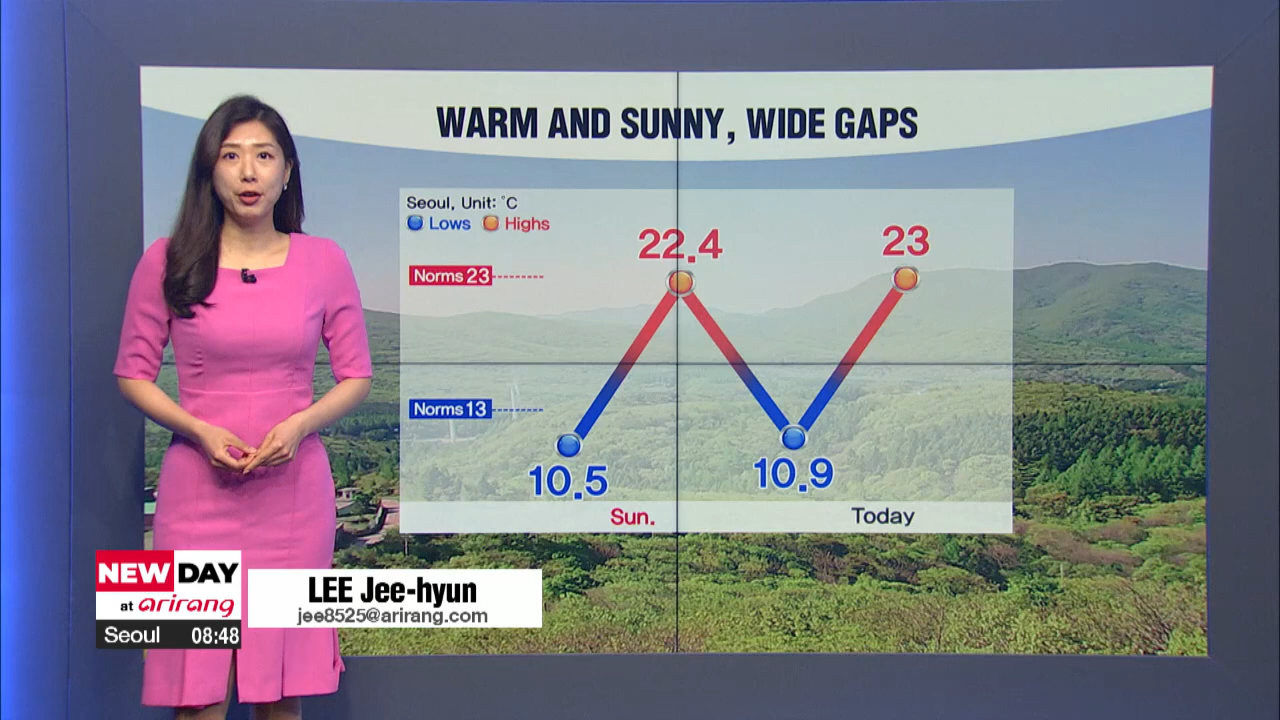 WARM AND SUNNY, WIDE GAPS
Seoul, Unit: °C
Lows Highs
22.4
23
Norms 23
Norms 13
10.5
10.9
Sun.
Today
NEW DAY
at arirang
Seoul 08:48
LEE Jee-hyun
jee8525@arirang.com